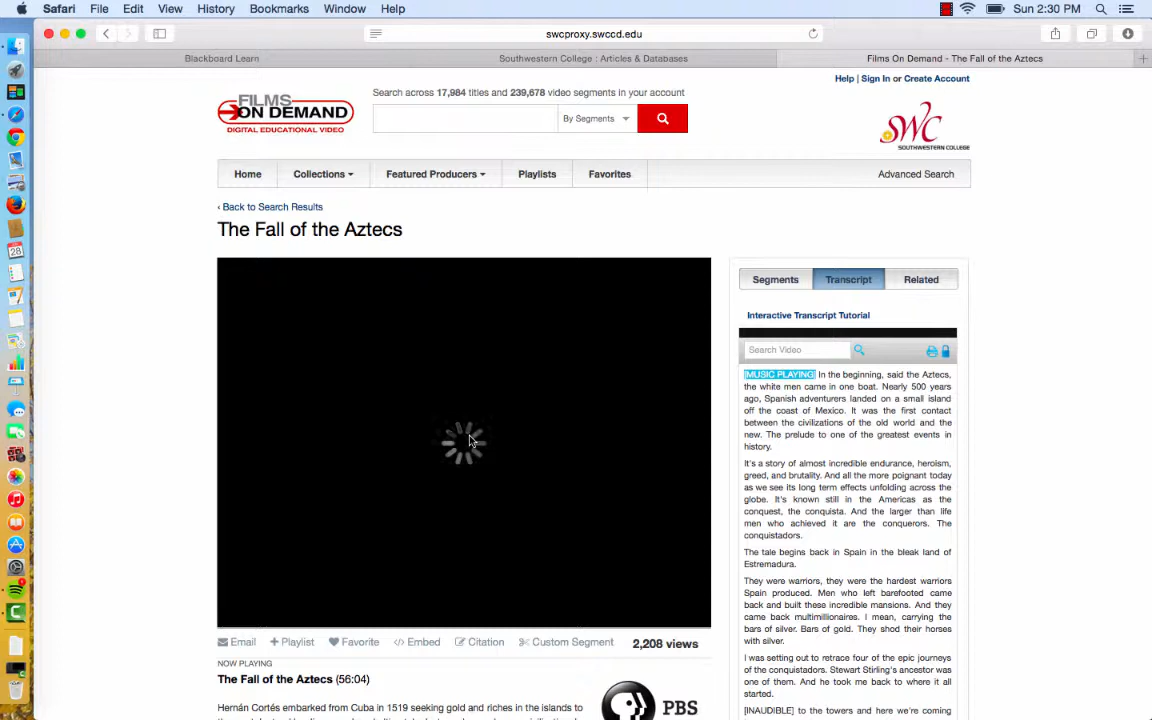 Safari File Edit View History Bookmarks Window Help Sun 2:30 PM
swcproxy.swccd.edu
Blackboard Learn Southwestern College : Articles & Databases Films On Demand - The Fall of the Aztecs
Help | Sign In or Create Account
Search across 17,984 titles and 239,678 video segments in your account
FILMS
ON DEMAND
DIGITAL EDUCATIONAL VIDEO
By Segments
SWC
SOUTHWESTERN COLLEGE
Home Collections Featured Producers Playlists Favorites Advanced Search
‹ Back to Search Results
The Fall of the Aztecs
Segments Transcript Related
Interactive Transcript Tutorial
Search Video
[MUSIC PLAYING] In the beginning, said the Aztecs,
the white men came in one boat. Nearly 500 years
ago, Spanish adventurers landed on a small island
off the coast of Mexico. It was the first contact
between the civilizations of the old world and the
new. The prelude to one of the greatest events in
history.
It's a story of almost incredible endurance, heroism,
greed, and brutality. And all the more poignant today
as we see its long term effects unfolding across the
globe. It's known still in the Americas as the
conquest, the conquista. And the larger than life
men who achieved it are the conquerors. The
conquistadors.
The tale begins back in Spain in the bleak land of
Estremadura.
They were warriors, they were the hardest warriors
Spain produced. Men who left barefooted came
back and built these incredible mansions. And they
came back multimillionaires. I mean, carrying the
bars of silver. Bars of gold. They shod their horses
with silver.
I was setting out to retrace four of the epic journeys
of the conquistadors. Stewart Stirling's ancestor was
one of them. And he took me back to where it all
started.
[INAUDIBLE] to the towers and here we're coming
Email Playlist Favorite Embed Citation Custom Segment 2,208 views
NOW PLAYING
The Fall of the Aztecs (56:04)
Hernán Cortés embarked from Cuba in 1519 seeking gold and riches in the islands to
PBS